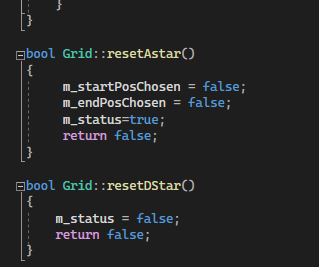 }
}
bool Grid::resetAstar()
{
m_startPosChosen = false;
m_endPosChosen = false;
m_status=true;
return false;
}
bool Grid::resetDStar()
{
m_status = false;
return false;
}